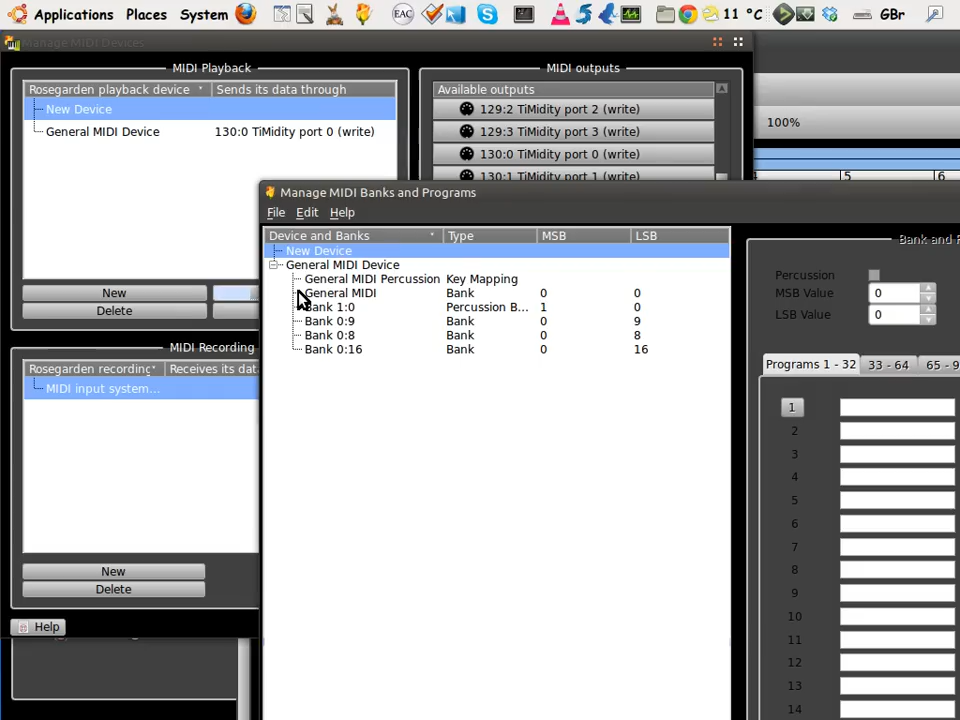 Applications Places System EAC 11 °C GBr
Manage MIDI Devices
MIDI Playback
Rosegarden playback device Sends its data through
New Device
General MIDI Device 130:0 TiMidity port 0 (write)
New
Delete
MIDI outputs
Available outputs
129:2 TiMidity port 2 (write)
129:3 TiMidity port 3 (write)
130:0 TiMidity port 0 (write)
130:1 TiMidity port 1 (write)
100%
5 6
MIDI Recording
Rosegarden recording Receives its dat
MIDI input system...
New
Delete
Help
Manage MIDI Banks and Programs
File Edit Help
Device and Banks Type MSB LSB
New Device
General MIDI Device
General MIDI Percussion Key Mapping
General MIDI Bank 0 0
Bank 1:0 Percussion B... 1 0
Bank 0:9 Bank 0 9
Bank 0:8 Bank 0 8
Bank 0:16 Bank 0 16
Bank and
Percussion
MSB Value 0
LSB Value 0
Programs 1 - 32 33 - 64 65 - 9
1
2
3
4
5
6
7
8
9
10
11
12
13
14